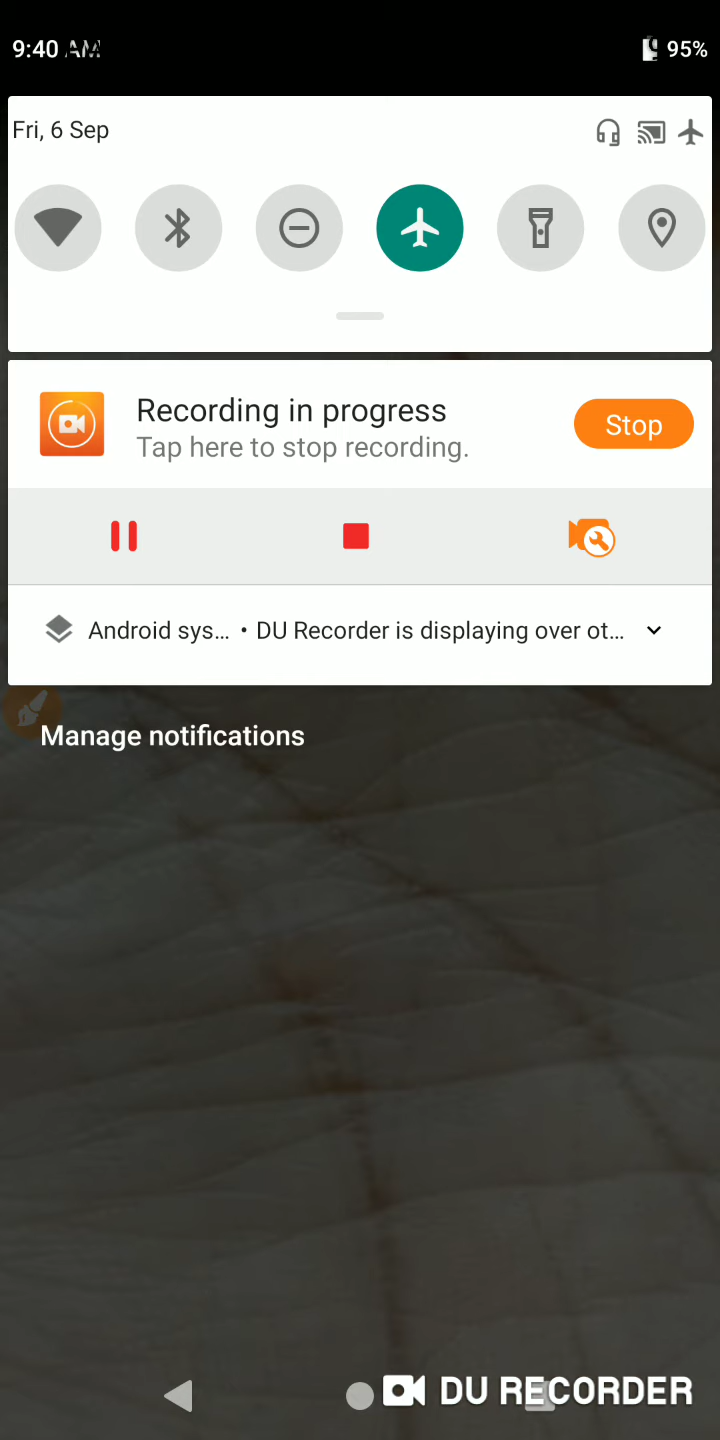 9:40 AM 95%
Fri, 6 Sep
Recording in progress
Tap here to stop recording.
Stop
Android sys... • DU Recorder is displaying over ot...
Manage notifications
DU RECORDER